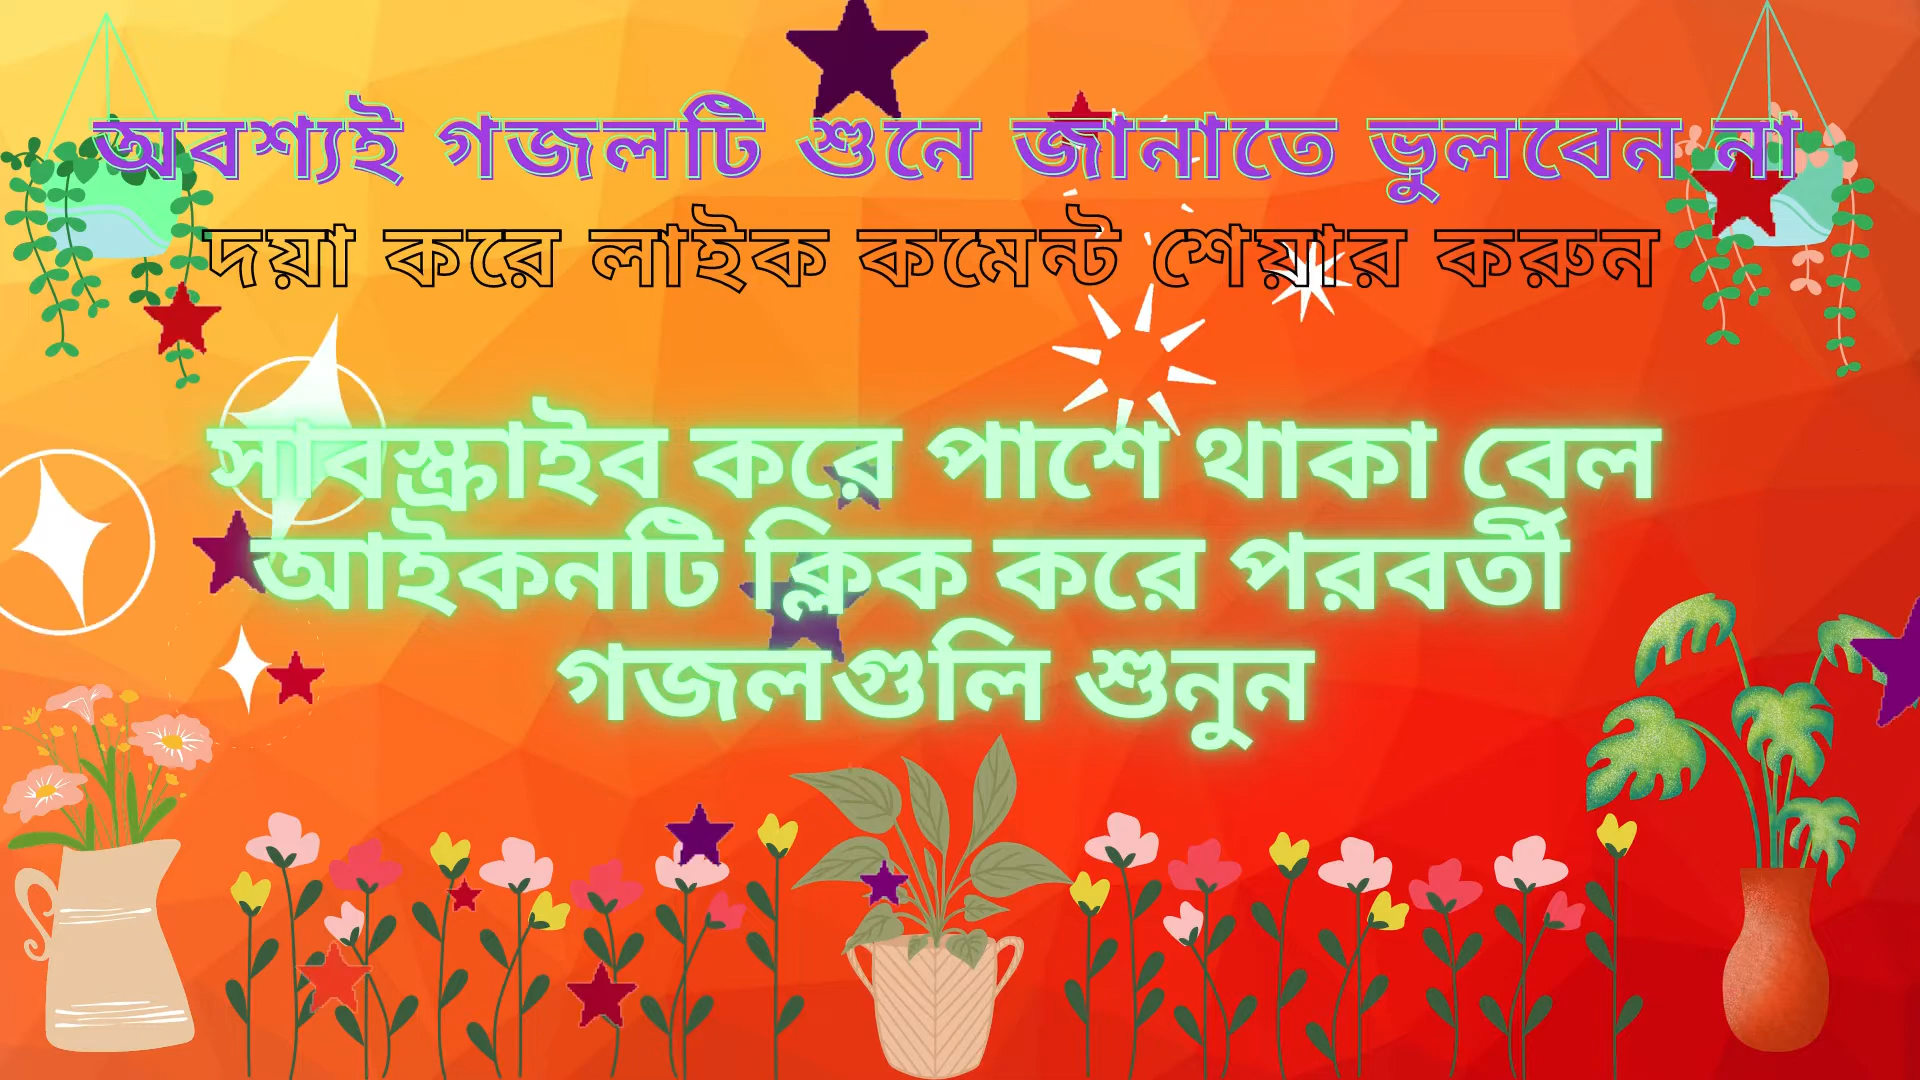 অবশ্যই গজলটি শুনে জানাতে ভুলবেন না
দয়া করে লাইক কমেন্ট শেয়ার করুন
সাবস্ক্রাইব করে পাশে থাকা বেল
আইকনটি ক্লিক করে পরবর্তী
গজলগুলি শুনুন